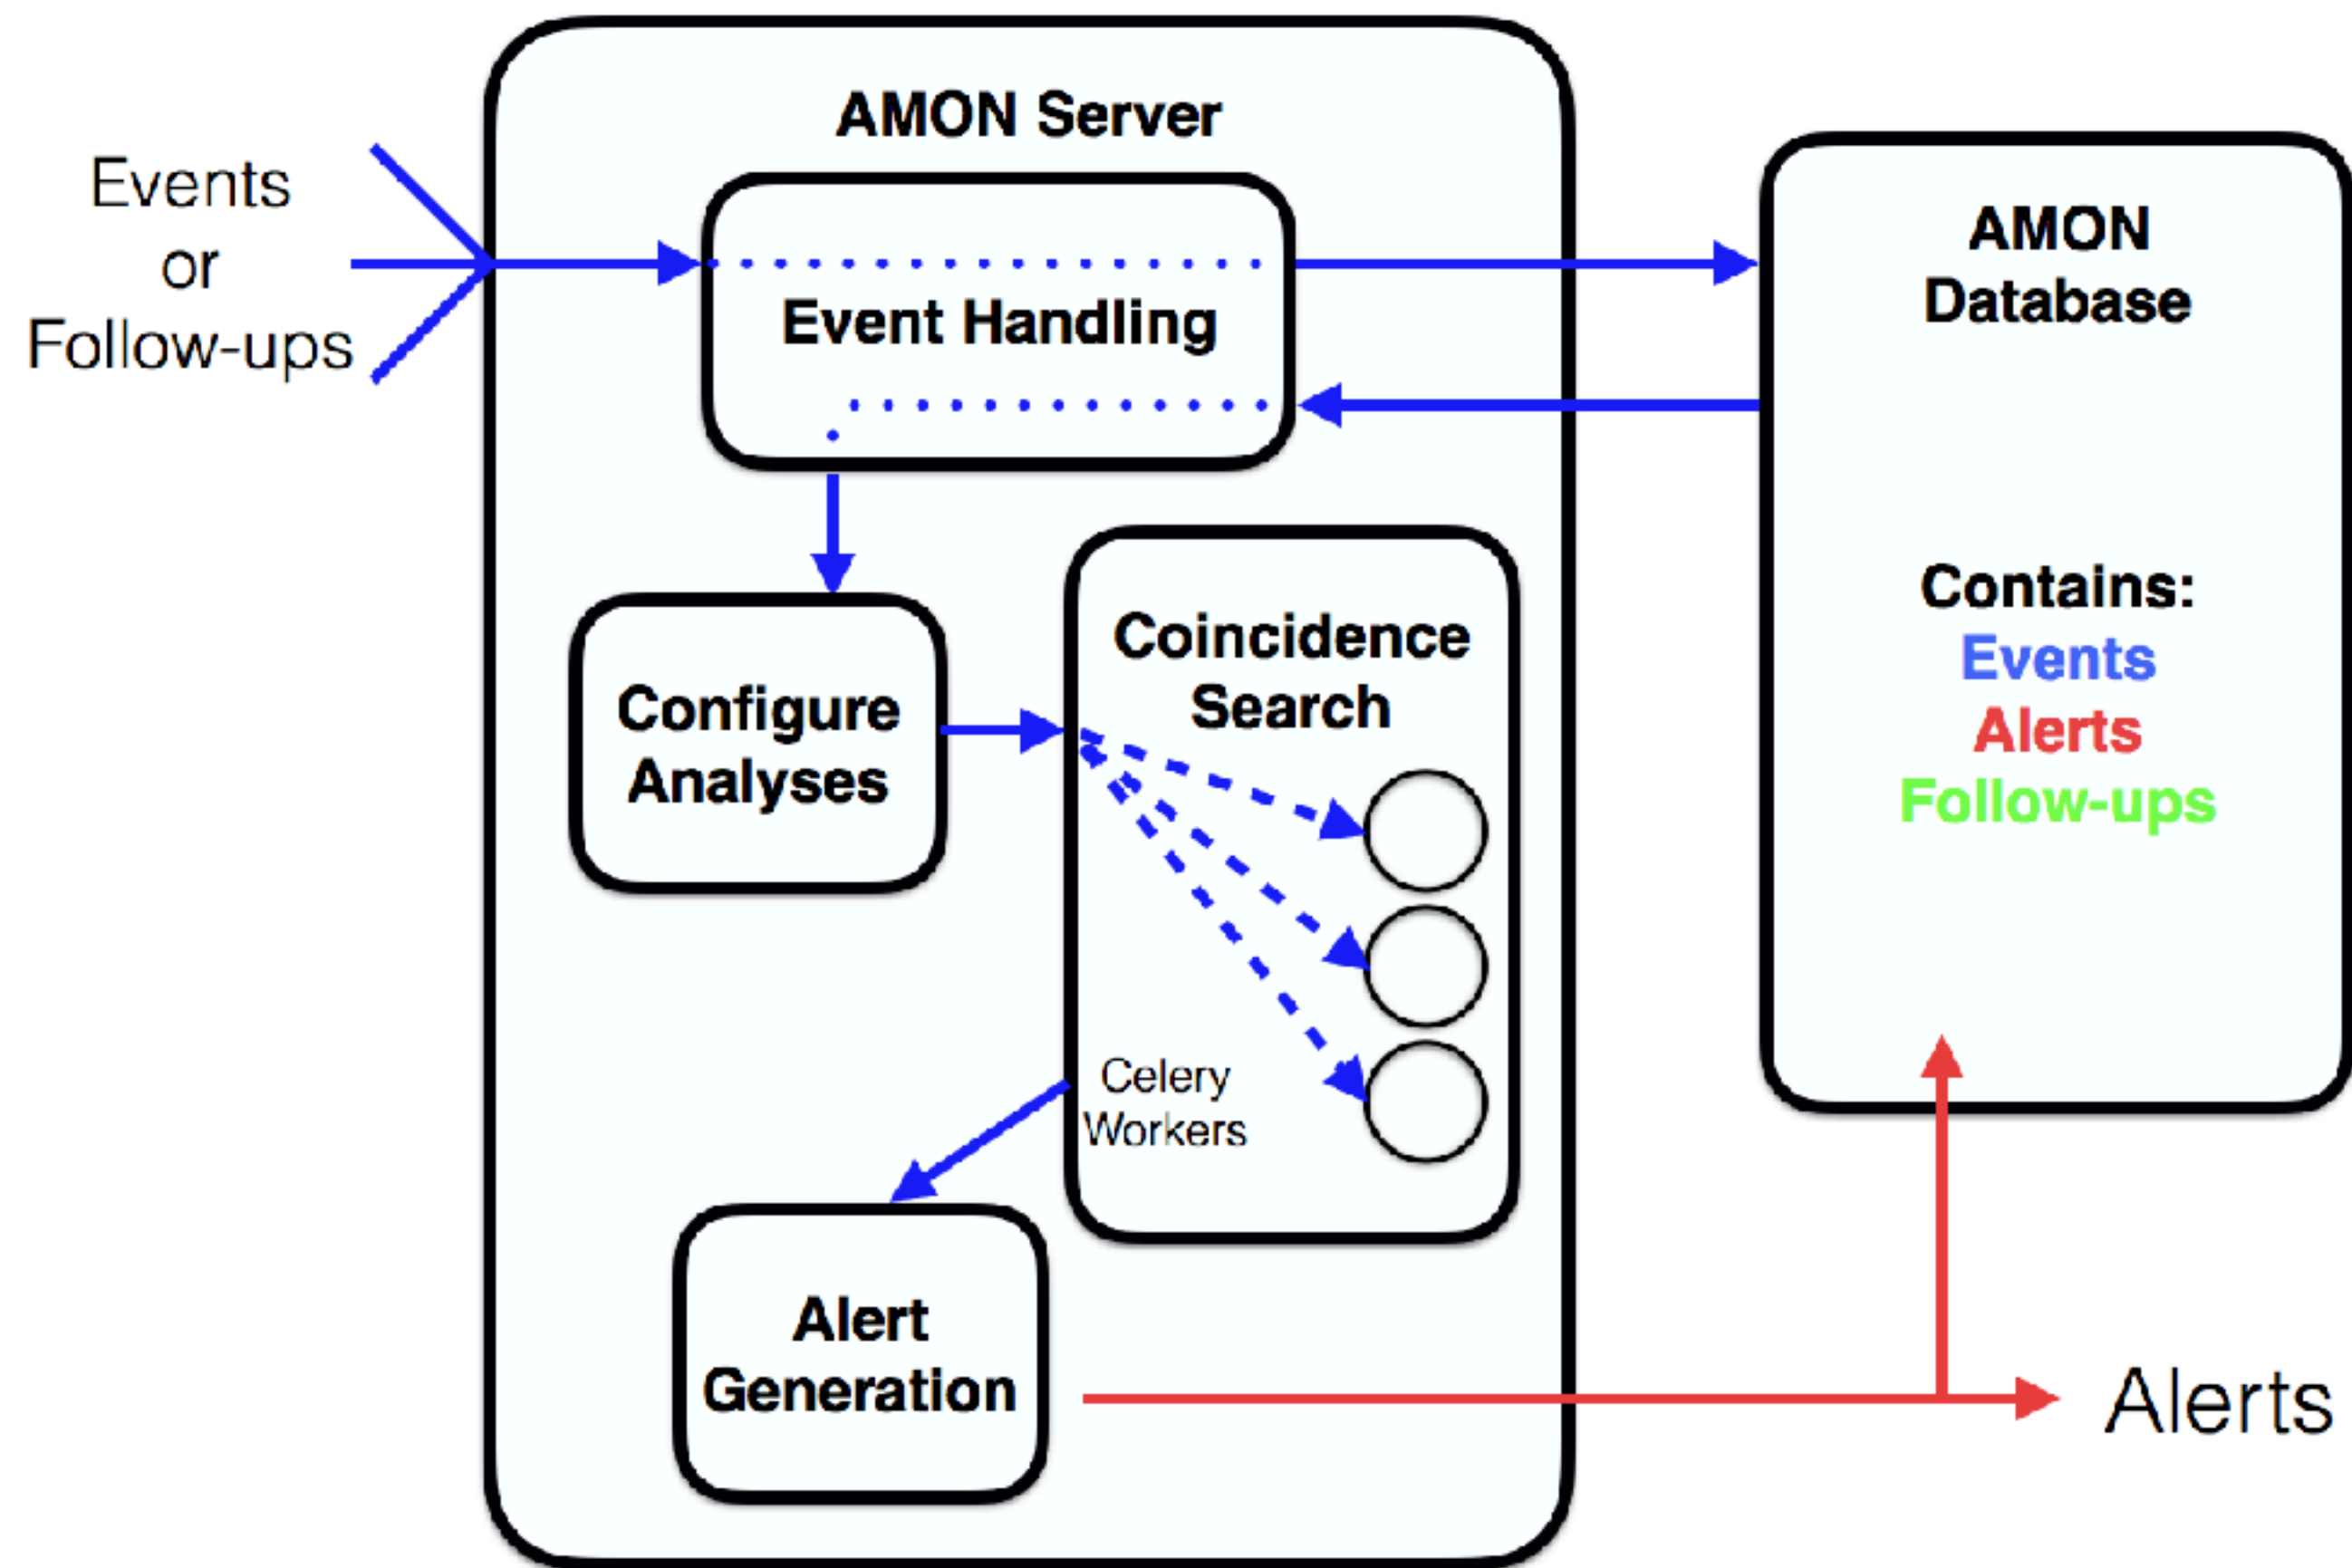 Events
or
Follow-ups
AMON Server
Event Handling
Configure
Analyses
Coincidence
Search
Celery
Workers
Alert
Generation
AMON
Database
Contains:
Events
Alerts
Follow-ups
Alerts